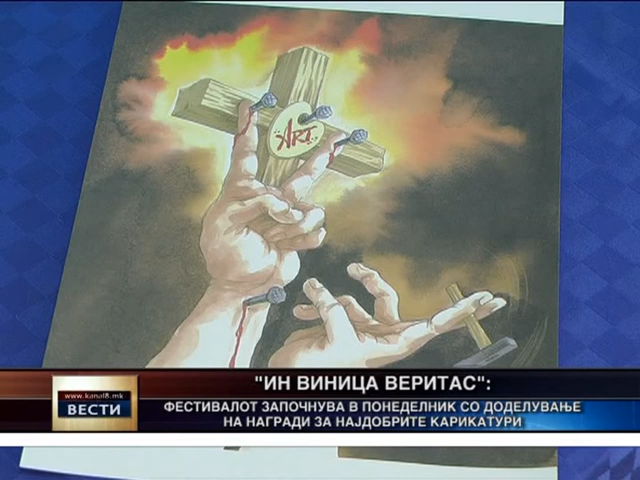 ART
"ИН ВИНИЦА ВЕРИТАС":
www.kanal8.mk
ВЕСТИ
ФЕСТИВАЛОТ ЗАПОЧНУВА В ПОНЕДЕЛНИК СО ДОДЕЛУВАЊЕ
НА НАГРАДИ ЗА НАЈДОБРИТЕ КАРИКАТУРИ